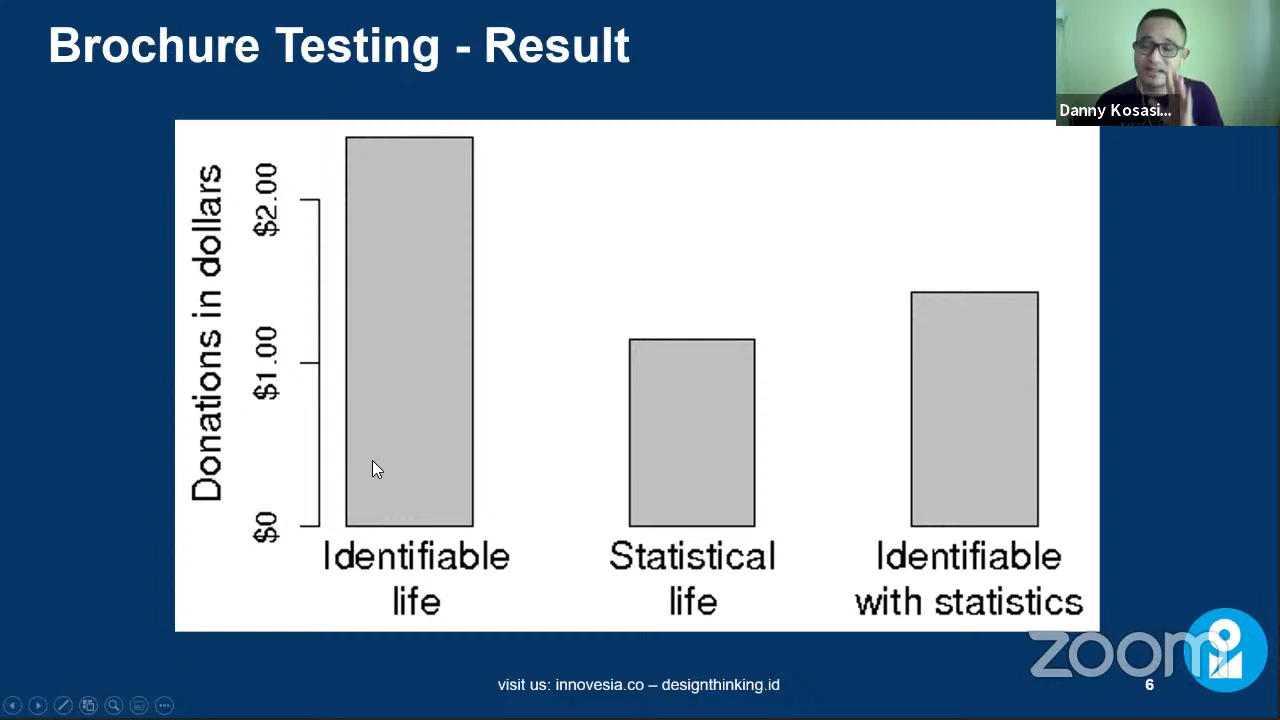 Brochure Testing - Result
Danny Kosasi...
Donations in dollars
$2.00
$1.00
$0
Identifiable
life
Statistical
life
Identifiable
with statistics
zoom
visit us: innovesia.co – designthinking.id
6